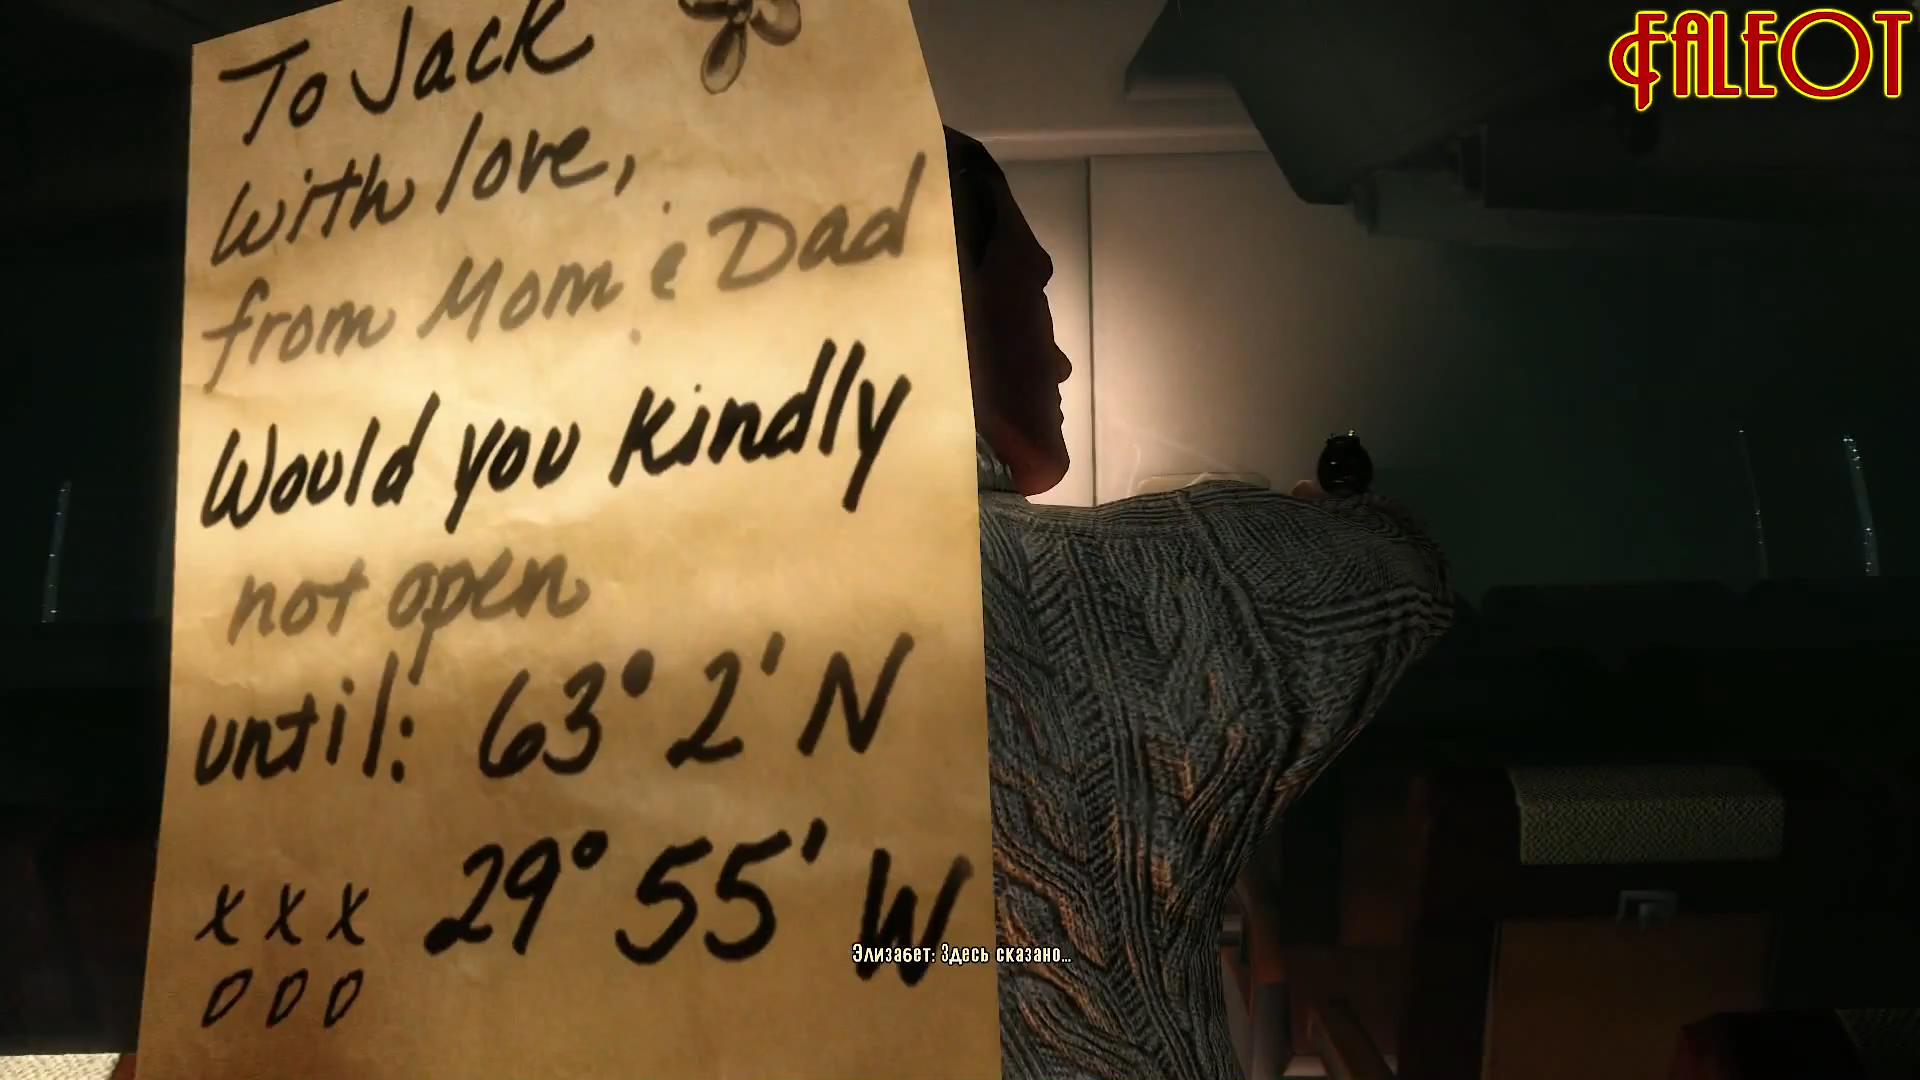 FALEOT
To Jack
with love,
from Mom & Dad
Would you kindly
not open
until: 63° 2' N
x x x 29° 55' W
O O O
Элизабет: Здесь сказано...